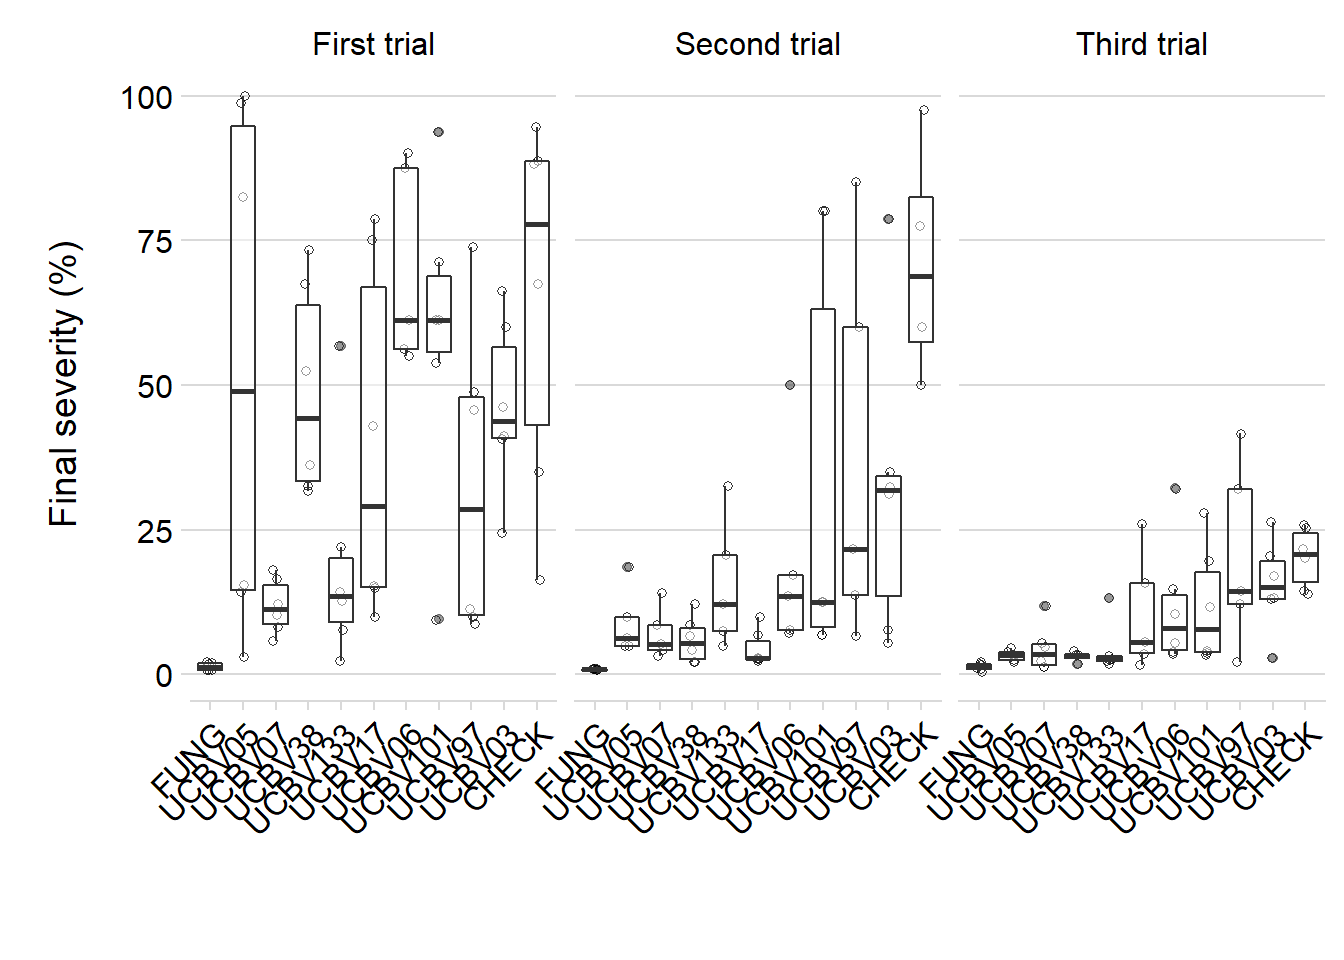 First trial
Second trial
Third trial
Final severity (%)
100
75
50
25
0
FUNG
UCBV05
UCBV07
UCBV38
UCBV133
UCBV17
UCBV06
UCBV101
UCBV97
UCBV03
CHECK
FUNG
UCBV05
UCBV07
UCBV38
UCBV133
UCBV17
UCBV06
UCBV101
UCBV97
UCBV03
CHECK
FUNG
UCBV05
UCBV07
UCBV38
UCBV133
UCBV17
UCBV06
UCBV101
UCBV97
UCBV03
CHECK